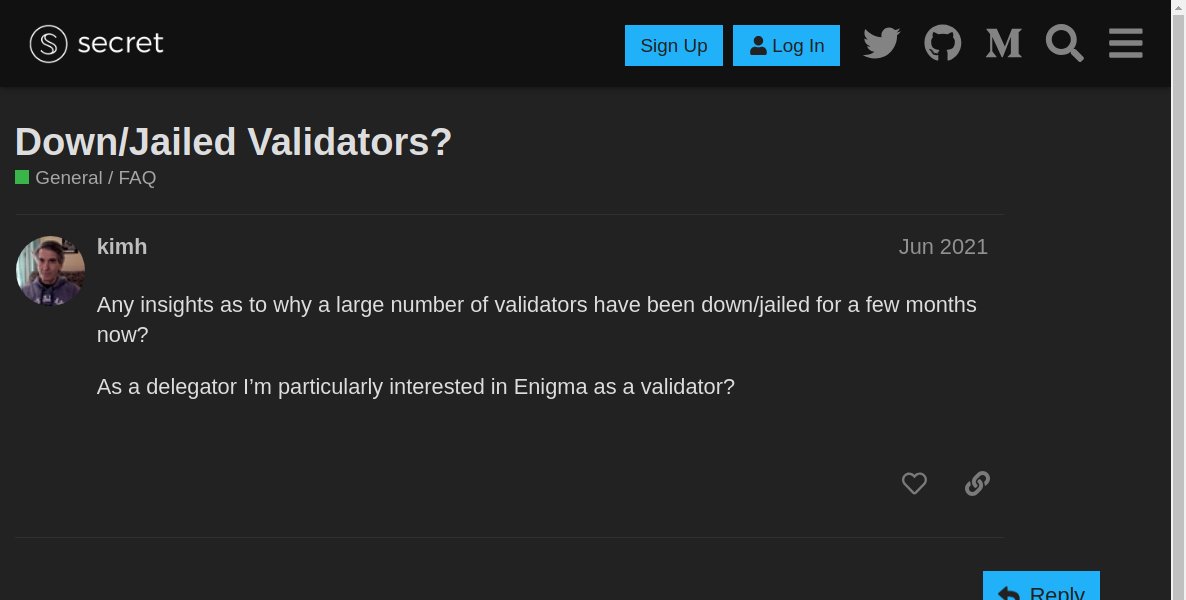 secret
Sign Up
Log In
Down/Jailed Validators?
General / FAQ
kimh
Jun 2021
Any insights as to why a large number of validators have been down/jailed for a few months
now?
As a delegator I’m particularly interested in Enigma as a validator?
Reply